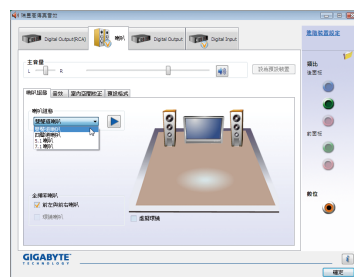 瑞昱音頻管理器
Digital Output(RCA)
喇叭
Digital Output
Digital Input
進階裝置設定
主音量
L
R
設為預設裝置
類比
後面板
喇叭組態
音效
室內空間校正
預設格式
喇叭組態
雙聲道喇叭
雙聲道喇叭
四聲道喇叭
5.1 喇叭
7.1 喇叭
前面板
全頻率喇叭
前左與前右喇叭
環繞喇叭
虛擬環繞
數位
GIGABYTE
TECHNOLOGY
確定